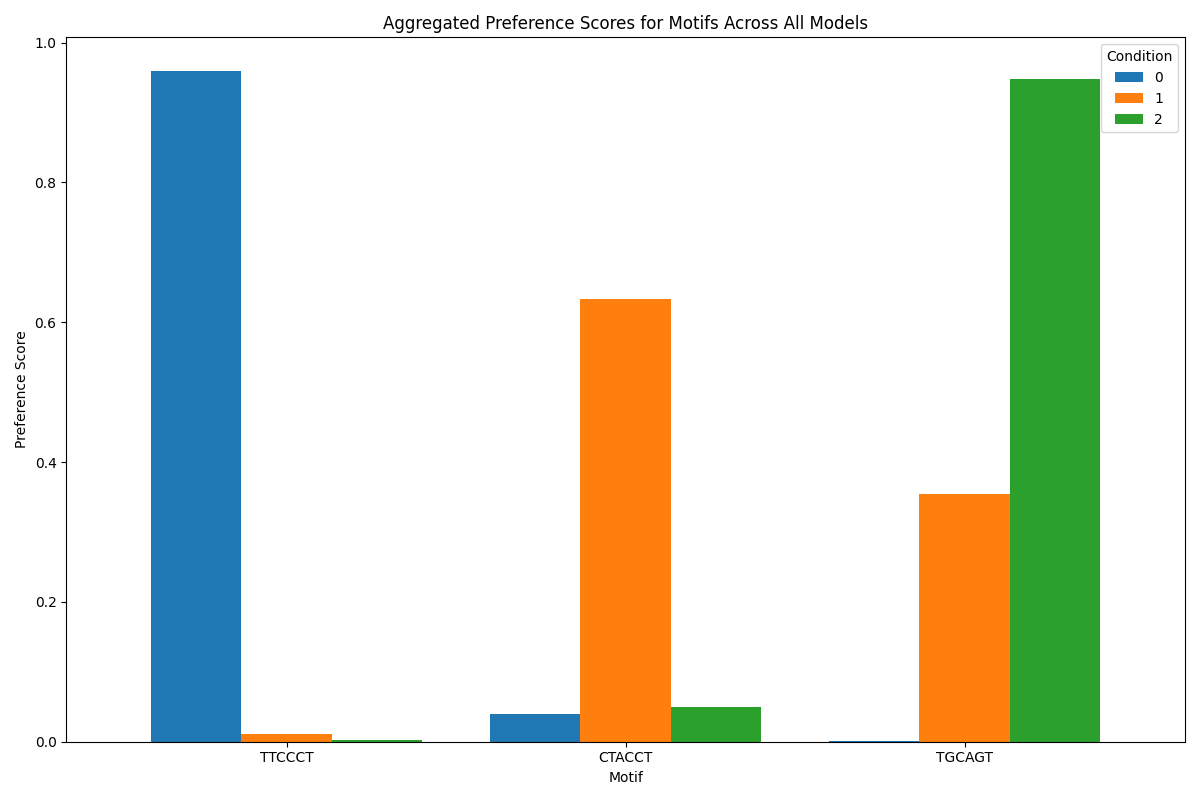 Aggregated Preference Scores for Motifs Across All Models
Condition
0
1
2
Preference Score
1.0
0.8
0.6
0.4
0.2
0.0
TTCCCT
CTACCT
TGCAGT
Motif